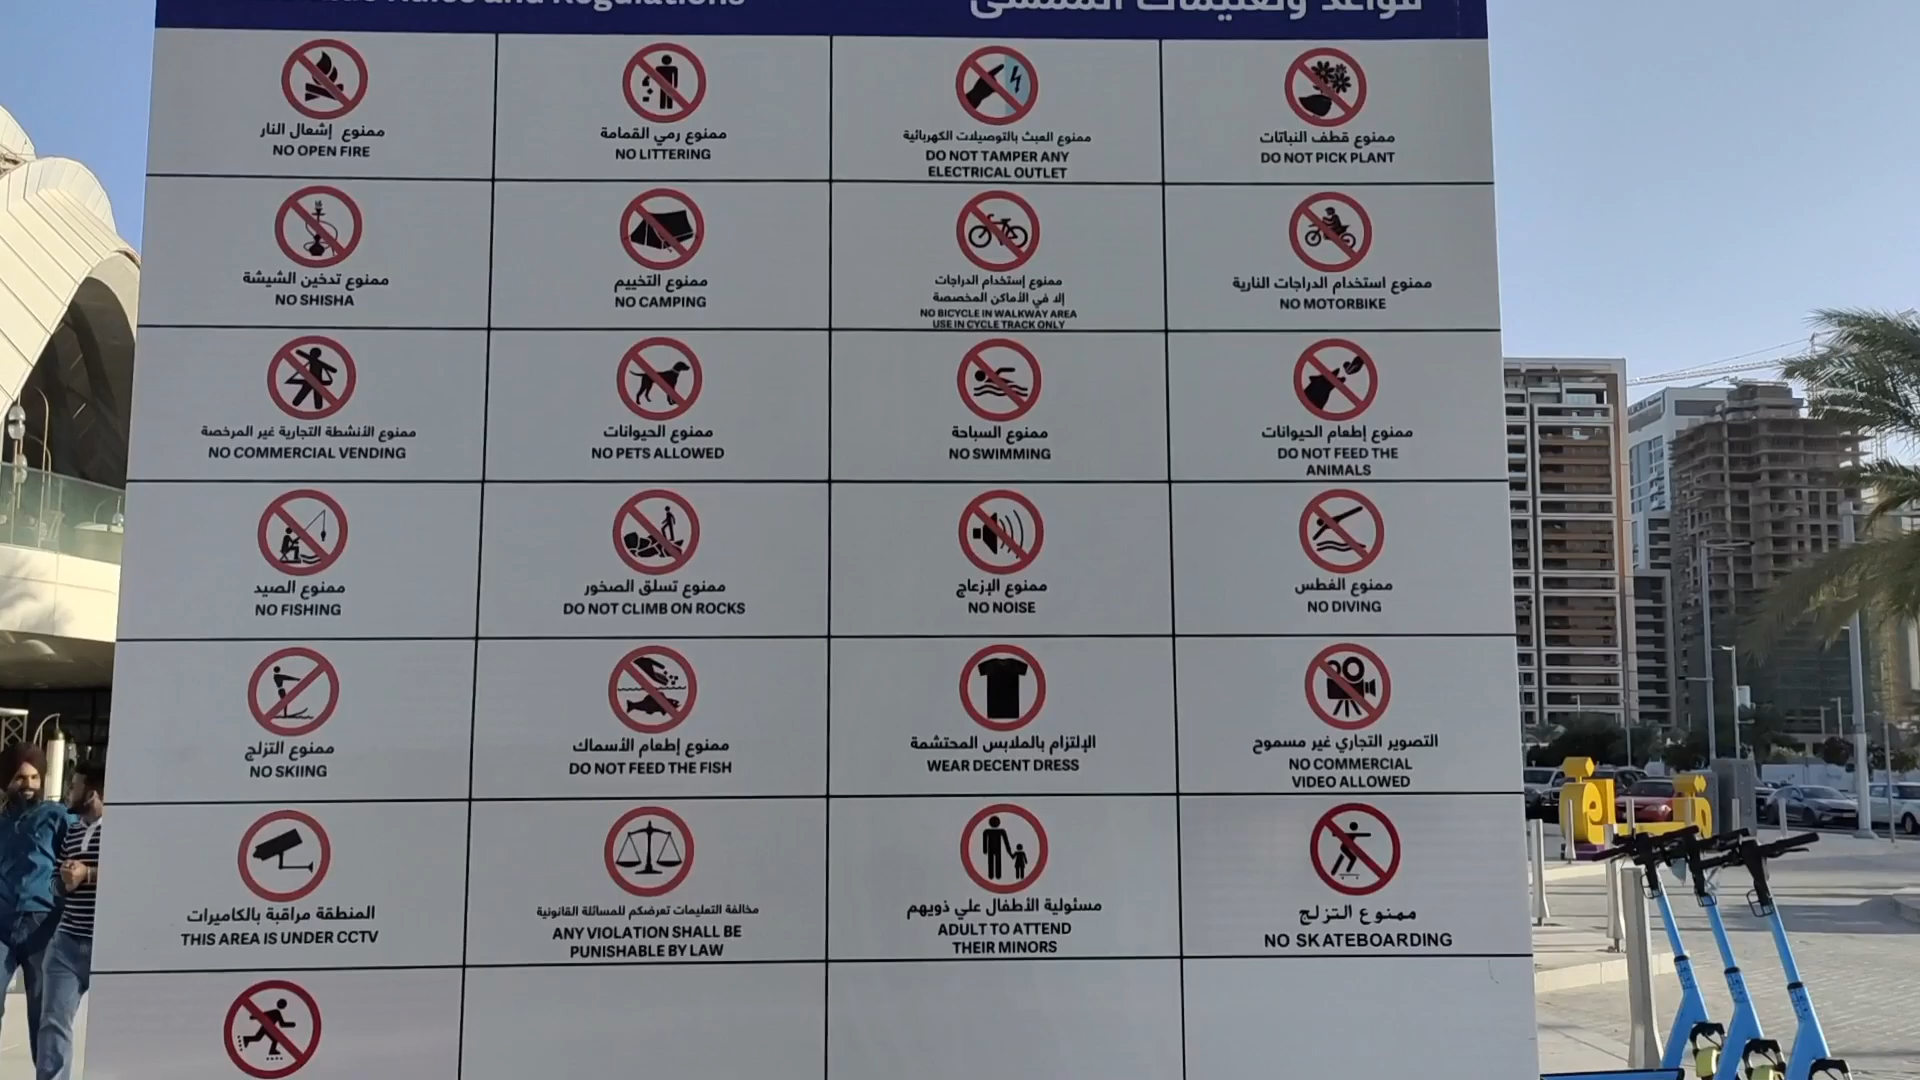 Rules and Regulations
قواعد وتعليمات الممشى
ممنوع إشعال النار
NO OPEN FIRE
ممنوع رمي القمامة
NO LITTERING
ممنوع العبث بالتوصيلات الكهربائية
DO NOT TAMPER ANY
ELECTRICAL OUTLET
ممنوع قطف النباتات
DO NOT PICK PLANT
ممنوع تدخين الشيشة
NO SHISHA
ممنوع التخييم
NO CAMPING
ممنوع إستخدام الدراجات
إلا في الأماكن المخصصة
NO BICYCLE IN WALKWAY AREA
USE IN CYCLE TRACK ONLY
ممنوع استخدام الدراجات النارية
NO MOTORBIKE
ممنوع الأنشطة التجارية غير المرخصة
NO COMMERCIAL VENDING
ممنوع الحيوانات
NO PETS ALLOWED
ممنوع السباحة
NO SWIMMING
ممنوع إطعام الحيوانات
DO NOT FEED THE
ANIMALS
ممنوع الصيد
NO FISHING
ممنوع تسلق الصخور
DO NOT CLIMB ON ROCKS
ممنوع الإزعاج
NO NOISE
ممنوع الغطس
NO DIVING
ممنوع التزلج
NO SKIING
ممنوع إطعام الأسماك
DO NOT FEED THE FISH
الإلتزام بالملابس المحتشمة
WEAR DECENT DRESS
التصوير التجاري غير مسموح
NO COMMERCIAL
VIDEO ALLOWED
المنطقة مراقبة بالكاميرات
THIS AREA IS UNDER CCTV
مخالفة التعليمات تعرضكم للمسائلة القانونية
ANY VIOLATION SHALL BE
PUNISHABLE BY LAW
مسئولية الأطفال علي ذويهم
ADULT TO ATTEND
THEIR MINORS
ممنوع التزلج
NO SKATEBOARDING